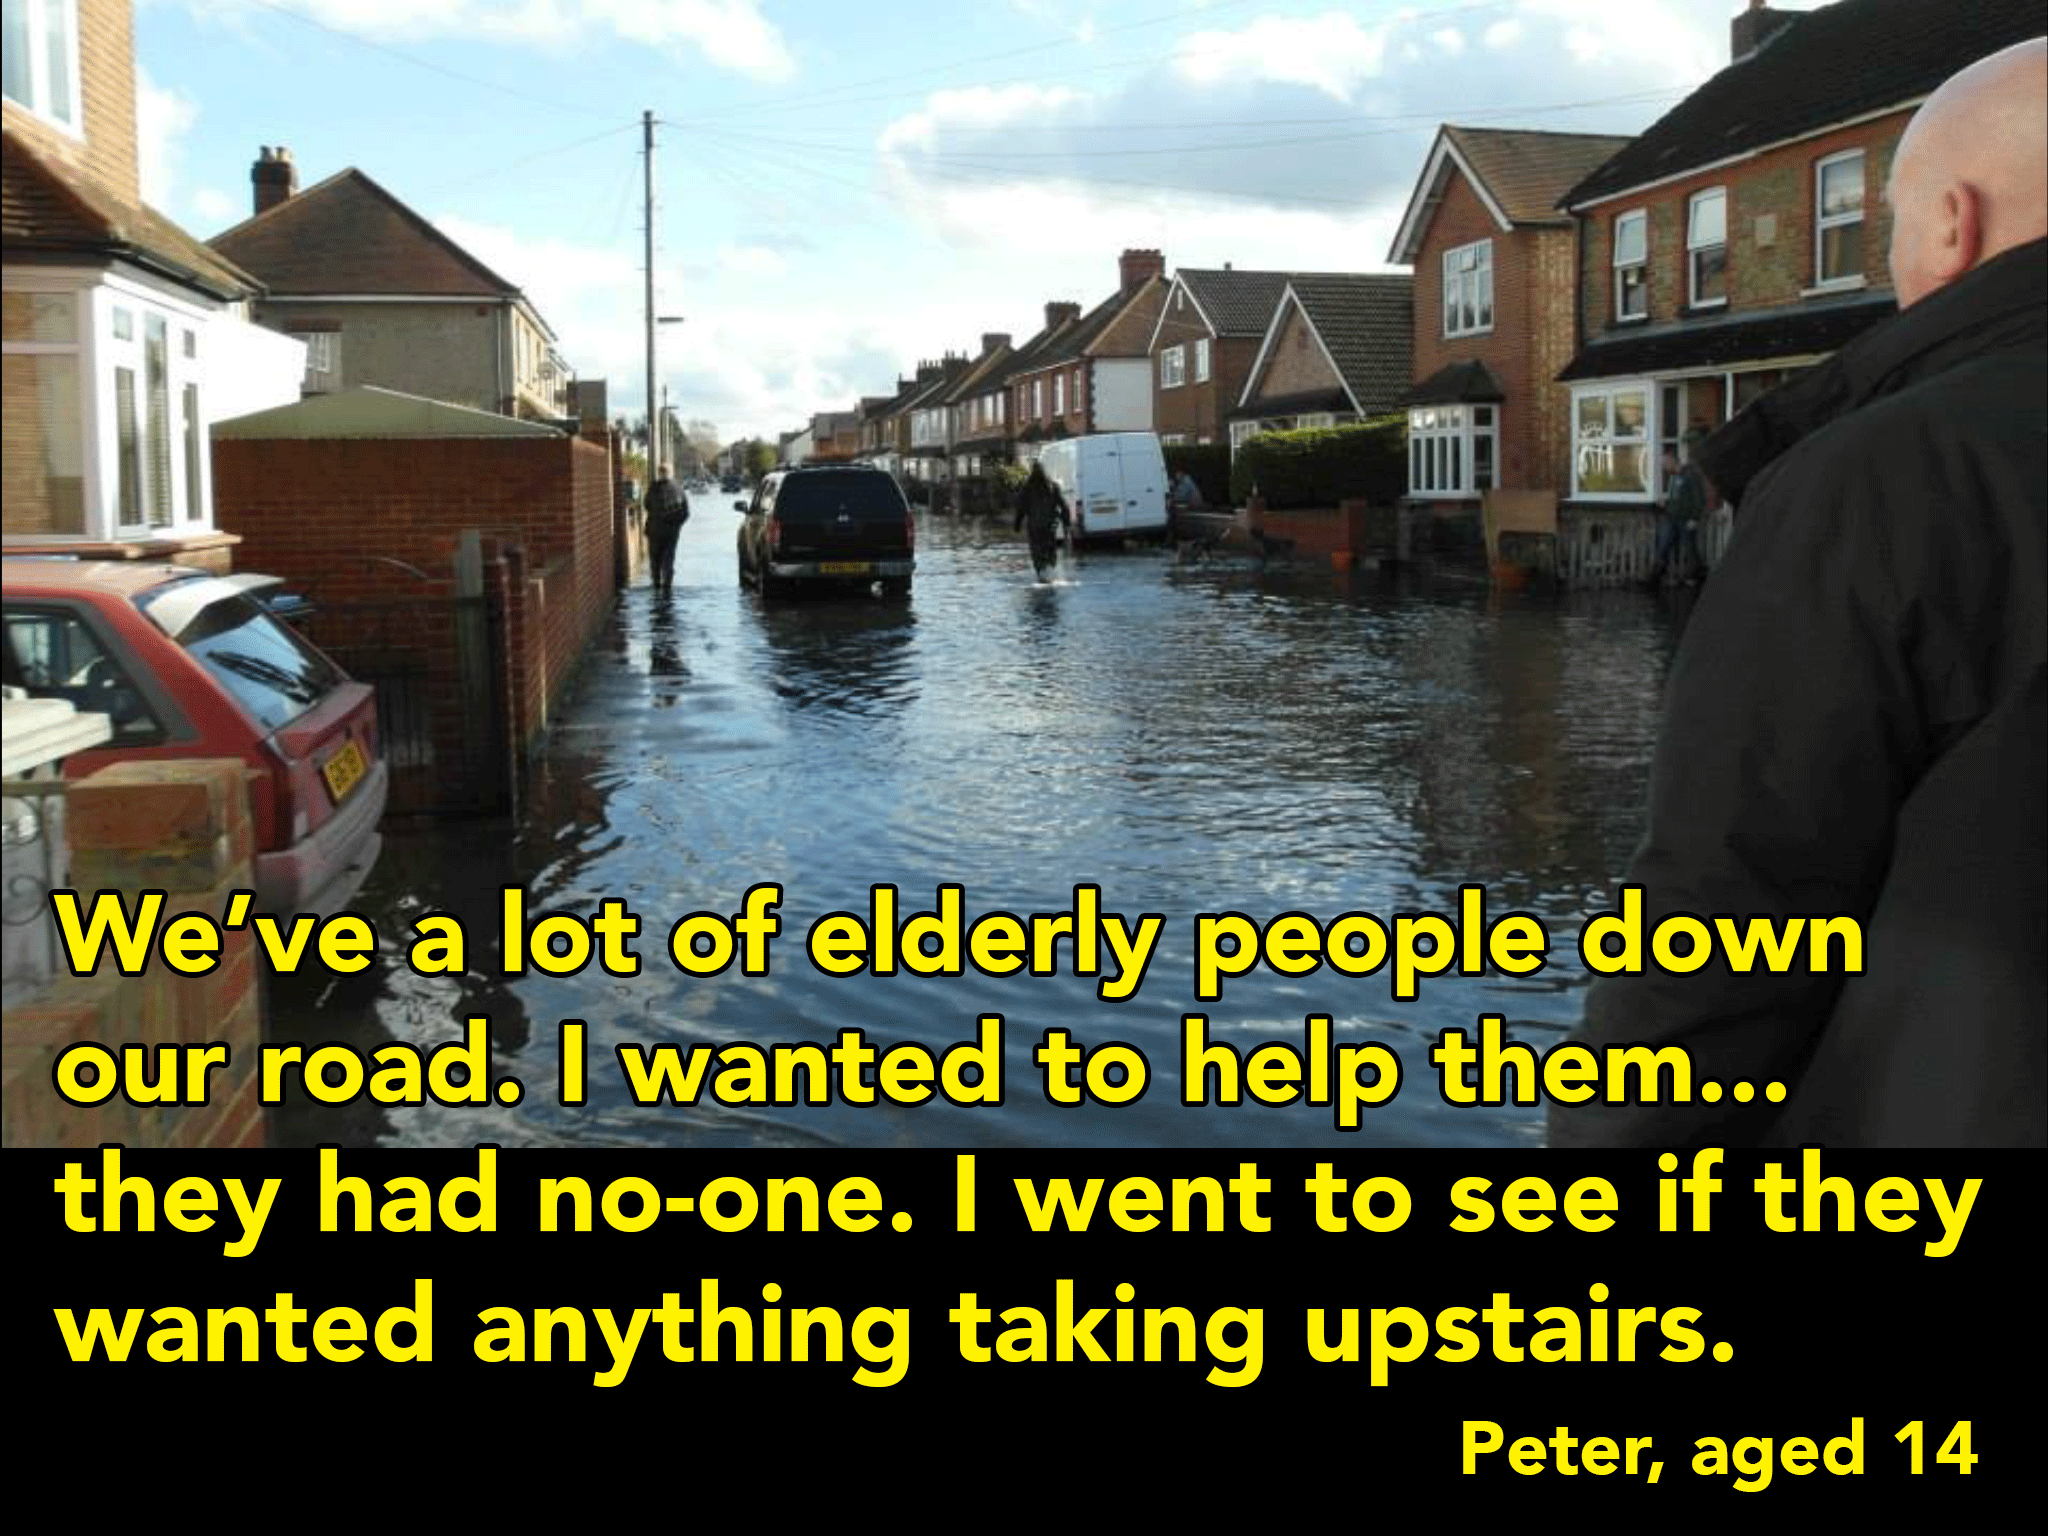 We’ve a lot of elderly people down
our road. I wanted to help them...
they had no-one. I went to see if they
wanted anything taking upstairs.
Peter, aged 14